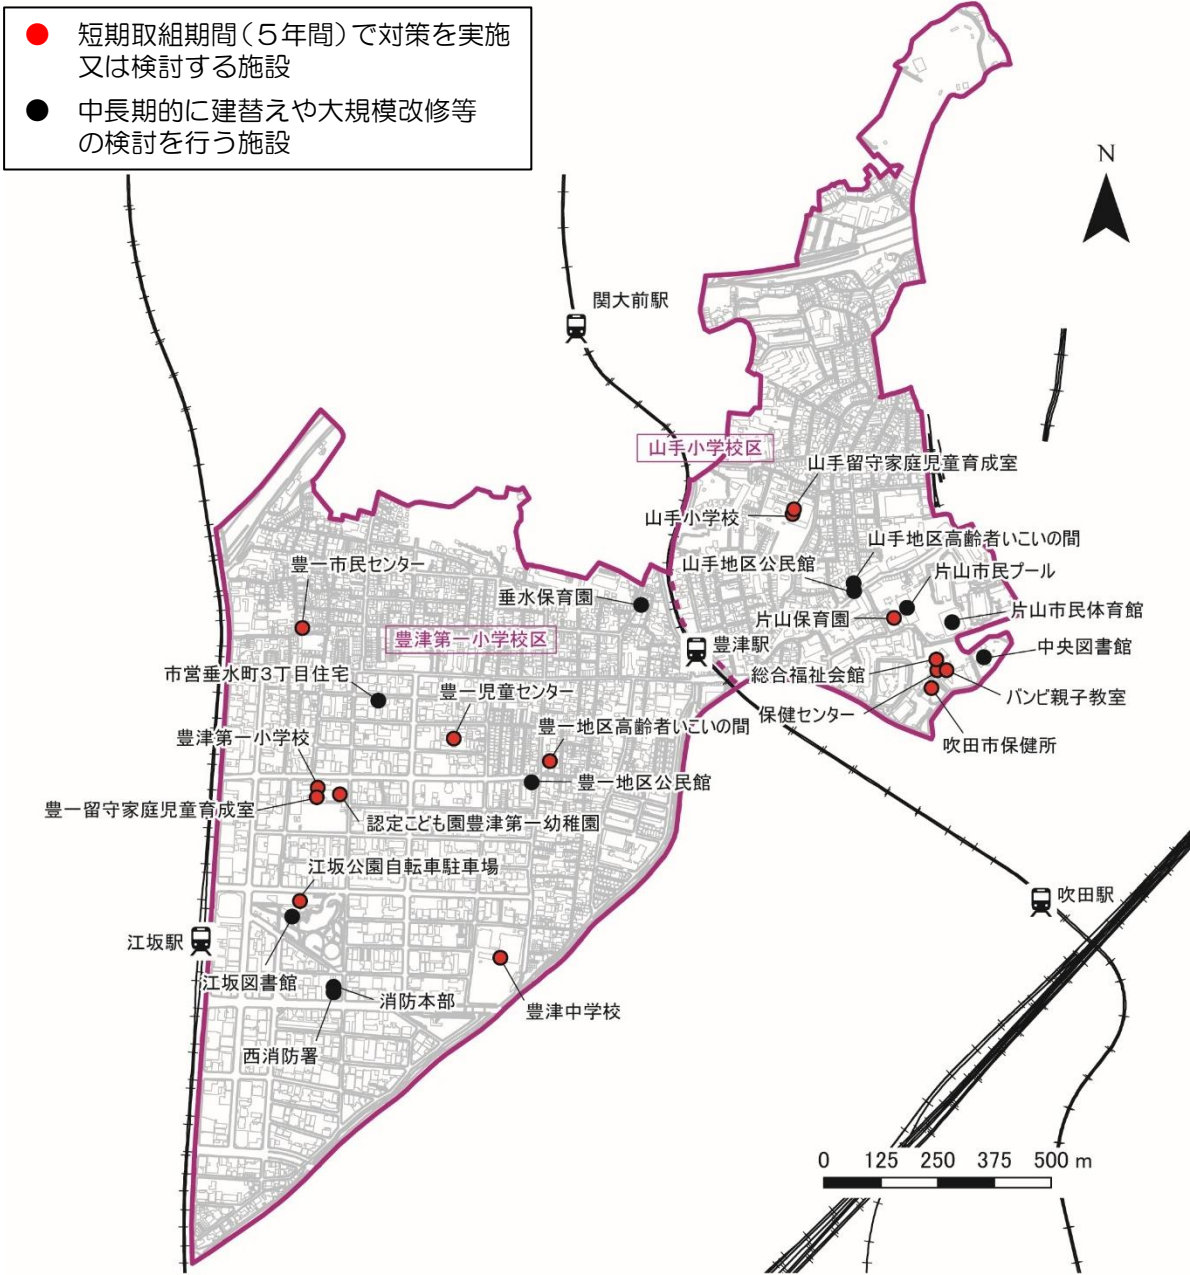 短期取組期間(5年間)で対策を実施
又は検討する施設
中長期的に建替えや大規模改修等
の検討を行う施設
N
関大前駅
山手小学校区
山手留守家庭児童育成室
山手小学校
山手地区高齢者いこいの間
山手地区公民館
片山市民プール
豊一市民センター
垂水保育園
片山保育園
片山市民体育館
豊津第一小学校区
豊津駅
中央図書館
総合福祉会館
市営垂水町3丁目住宅
豊一児童センター
バンビ親子教室
保健センター
豊一地区高齢者いこいの間
豊津第一小学校
吹田市保健所
豊一地区公民館
豊一留守家庭児童育成室
認定こども園豊津第一幼稚園
江坂公園自転車駐車場
吹田駅
江坂駅
江坂図書館
消防本部
豊津中学校
西消防署
0 125 250 375 500 m